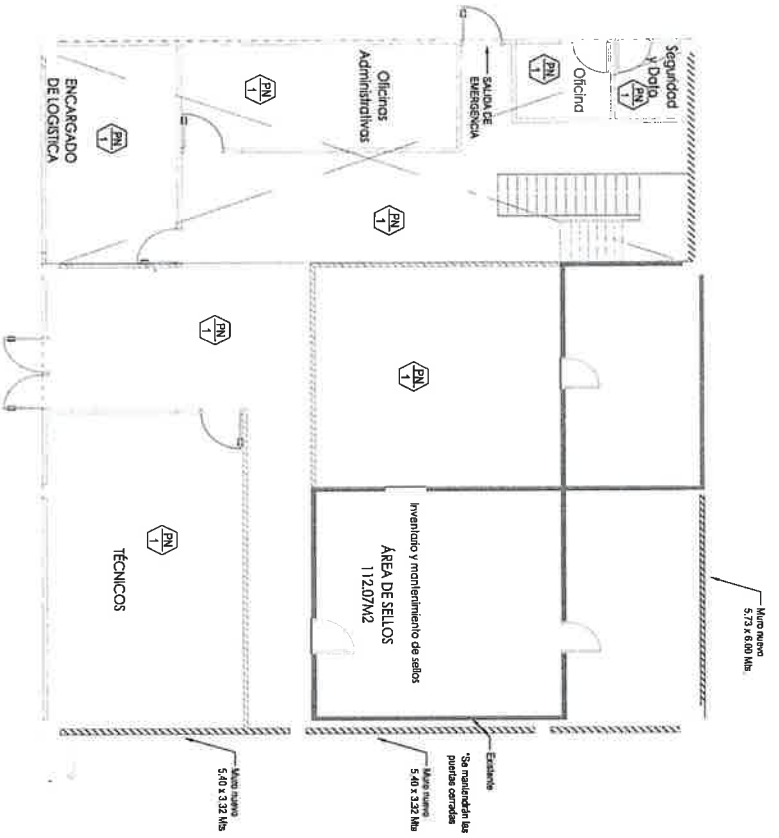 Seguridad
y Data
PN
1
Oficina
PN
1
SALIDA DE
EMERGENCIA
Oficinas
Administrativas
PN
1
ENCARGADO
DE LOGISTICA
PN
1
PN
1
PN
1
PN
1
Inventario y mantenimiento de sellos
ÁREA DE SELLOS
112.07M2
TÉCNICOS
PN
1
Muro nuevo
5.73 x 6.00 Mts.
Existente
*Se mantendrán las
puertas cerradas
Muro nuevo
5.40 x 3.32 Mts
Muro nuevo
5.40 x 3.32 Mts